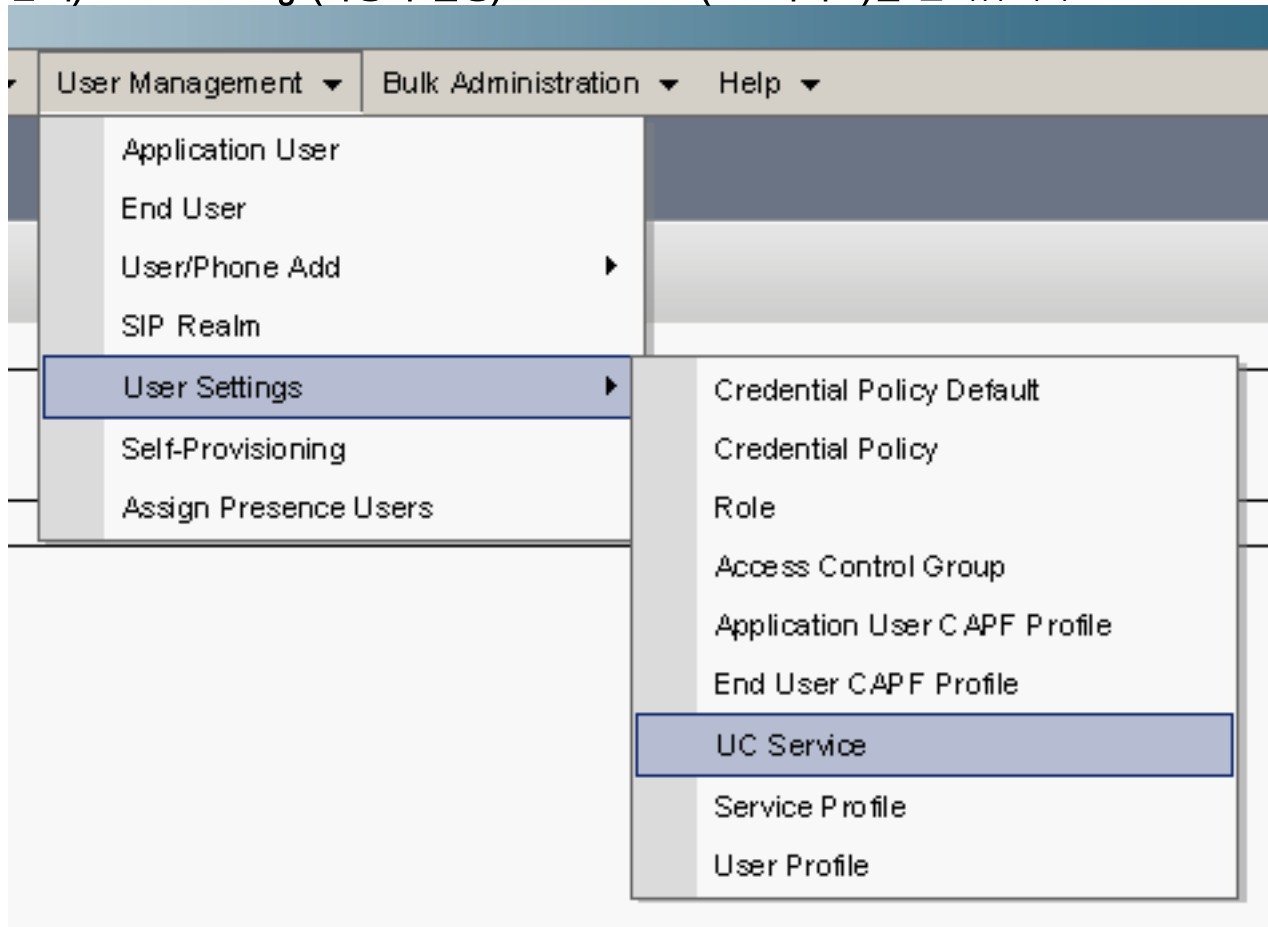 User Management Bulk Administration Help
Application User
End User
User/Phone Add
SIP Realm
User Settings
Self-Provisioning
Assign Presence Users
Credential Policy Default
Credential Policy
Role
Access Control Group
Application User CAPF Profile
End User CAPF Profile
UC Service
Service Profile
User Profile